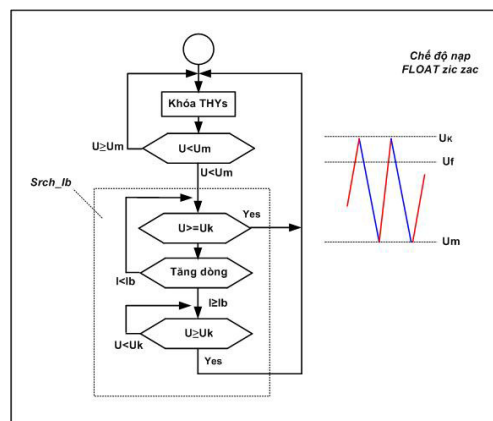 Chế độ nạp
FLOAT zic zac
Khóa THYs
U≥Um
U<Um
U<Um
Srch_Ib
U>=Uk
Yes
Tăng dòng
I<Ib
I≥Ib
U≥Uk
U<Uk
Yes
UK
Uf
Um